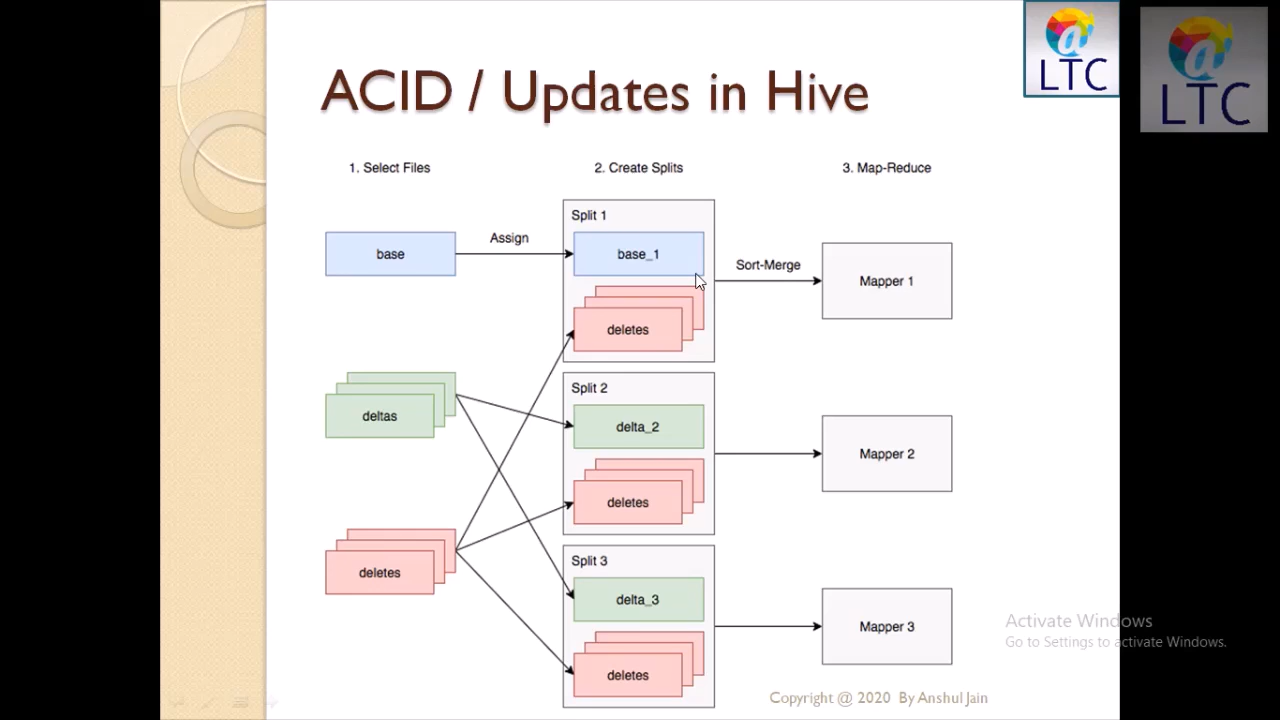 ACID / Updates in Hive
@
LTC
@
LTC
1. Select Files
2. Create Splits
3. Map-Reduce
base
Assign
Split 1
base_1
deletes
Sort-Merge
Mapper 1
deltas
Split 2
delta_2
deletes
Mapper 2
deletes
Split 3
delta_3
deletes
Mapper 3
Activate Windows
Go to Settings to activate Windows.
Copyright @ 2020 By Anshul Jain